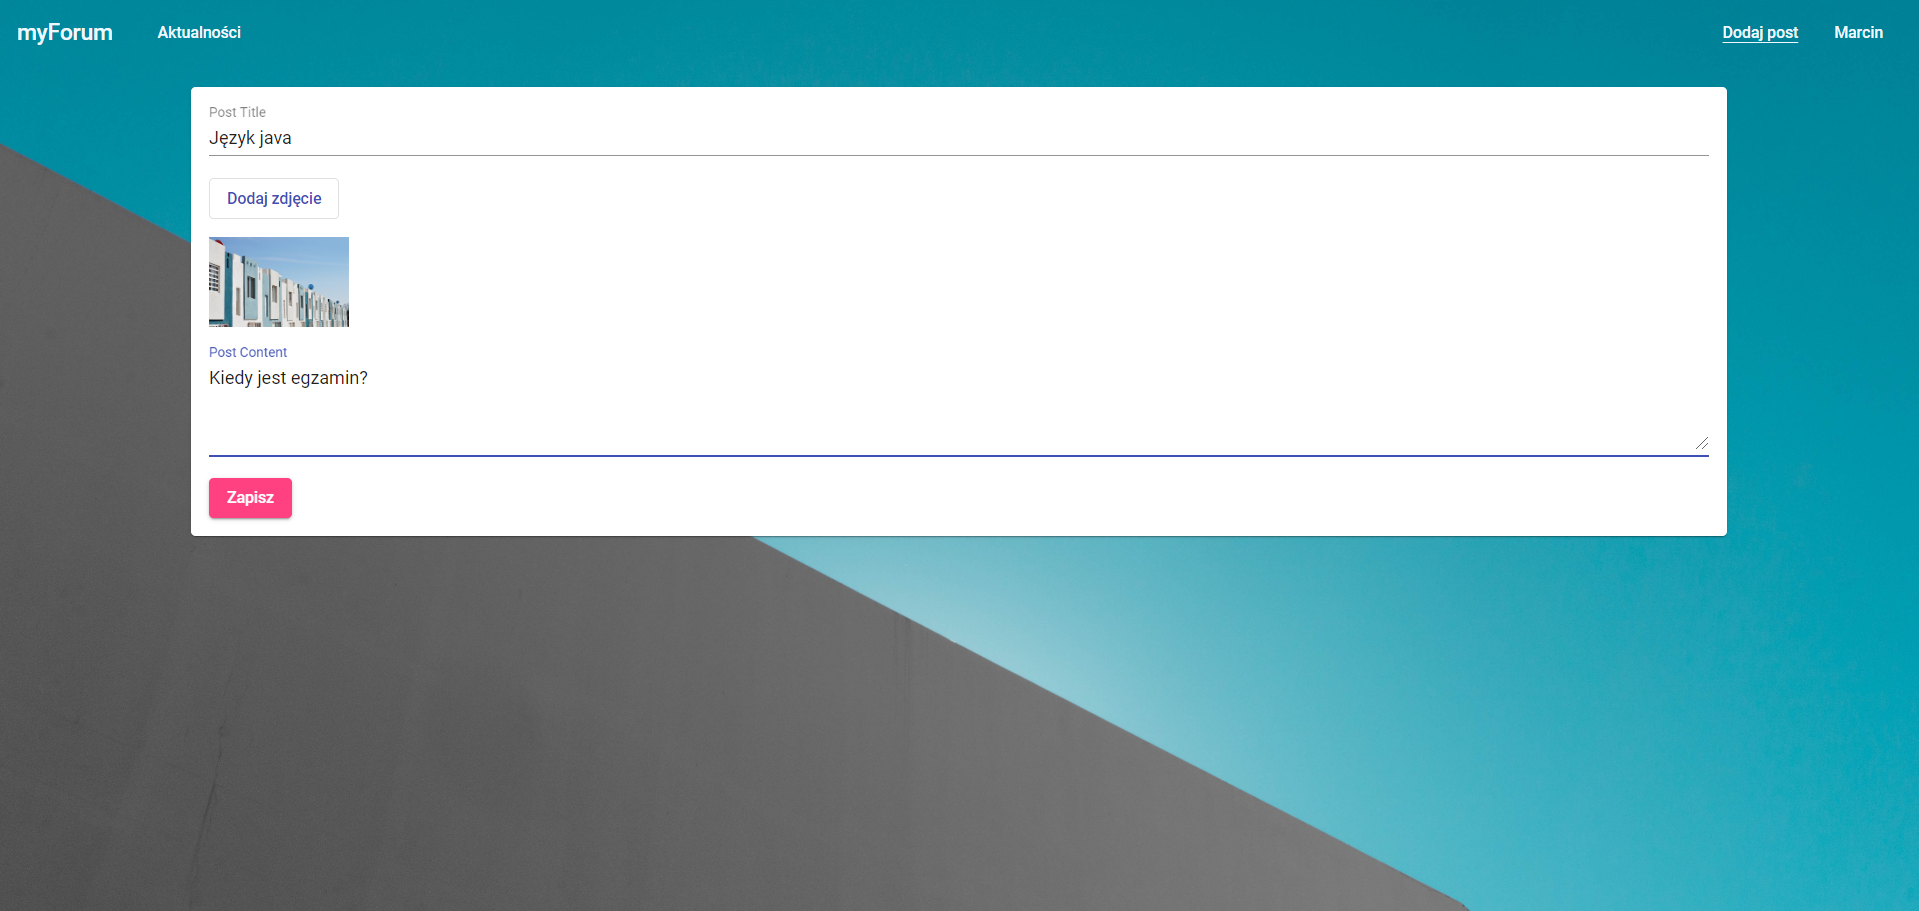 myForum
Aktualności
Dodaj post
Marcin
Post Title
Język java
Dodaj zdjęcie
Post Content
Kiedy jest egzamin?
Zapisz